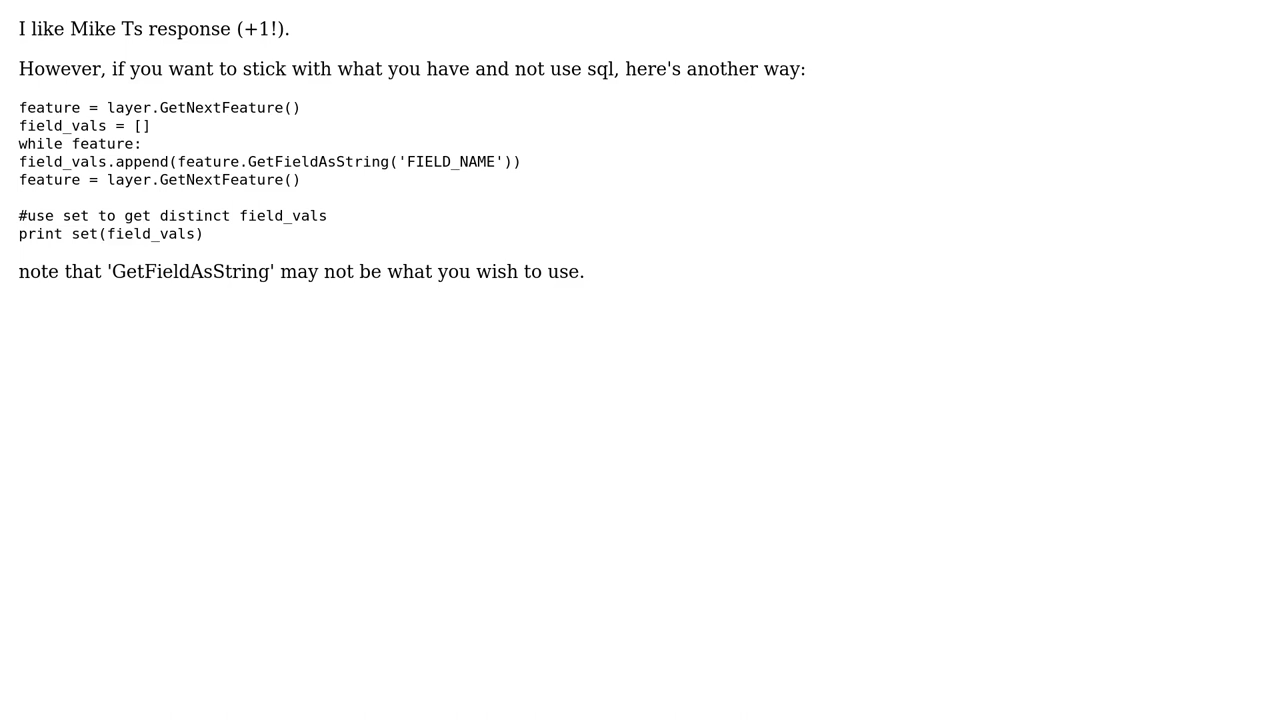 I like Mike Ts response (+1!).
However, if you want to stick with what you have and not use sql, here's another way:
feature = layer.GetNextFeature()
field_vals = []
while feature:
field_vals.append(feature.GetFieldAsString('FIELD_NAME'))
feature = layer.GetNextFeature()
#use set to get distinct field_vals
print set(field_vals)
note that 'GetFieldAsString' may not be what you wish to use.